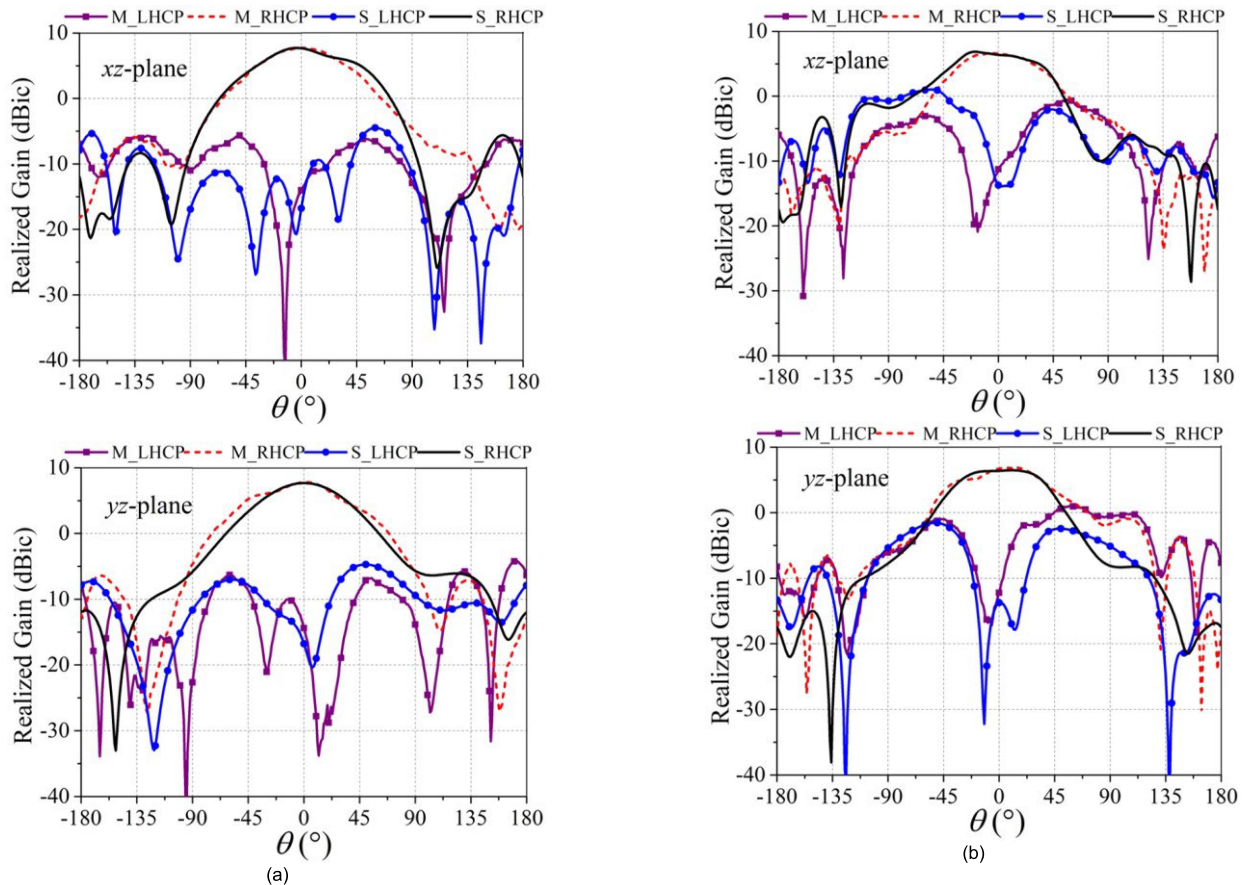 M_LHCP M_RHCP S_LHCP S_RHCP
xz-plane
Realized Gain (dBic)
10
0
-10
-20
-30
-40
-180 -135 -90 -45 0 45 90 135 180
θ (°)
M_LHCP M_RHCP S_LHCP S_RHCP
yz-plane
Realized Gain (dBic)
10
0
-10
-20
-30
-40
-180 -135 -90 -45 0 45 90 135 180
θ (°)
(a)
M_LHCP M_RHCP S_LHCP S_RHCP
xz-plane
Realized Gain (dBic)
10
0
-10
-20
-30
-40
-180 -135 -90 -45 0 45 90 135 180
θ (°)
M_LHCP M_RHCP S_LHCP S_RHCP
yz-plane
Realized Gain (dBic)
10
0
-10
-20
-30
-40
-180 -135 -90 -45 0 45 90 135 180
θ (°)
(b)